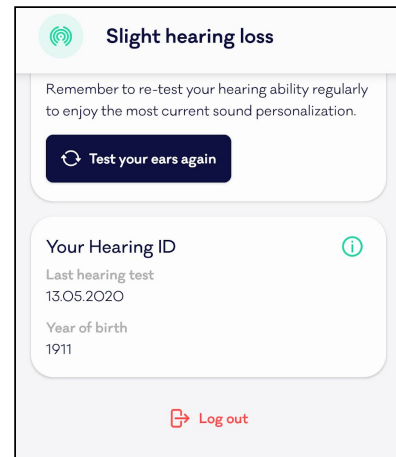 Slight hearing loss
Remember to re-test your hearing ability regularly
to enjoy the most current sound personalization.
Test your ears again
Your Hearing ID
Last hearing test
13.05.2020
Year of birth
1911
Log out